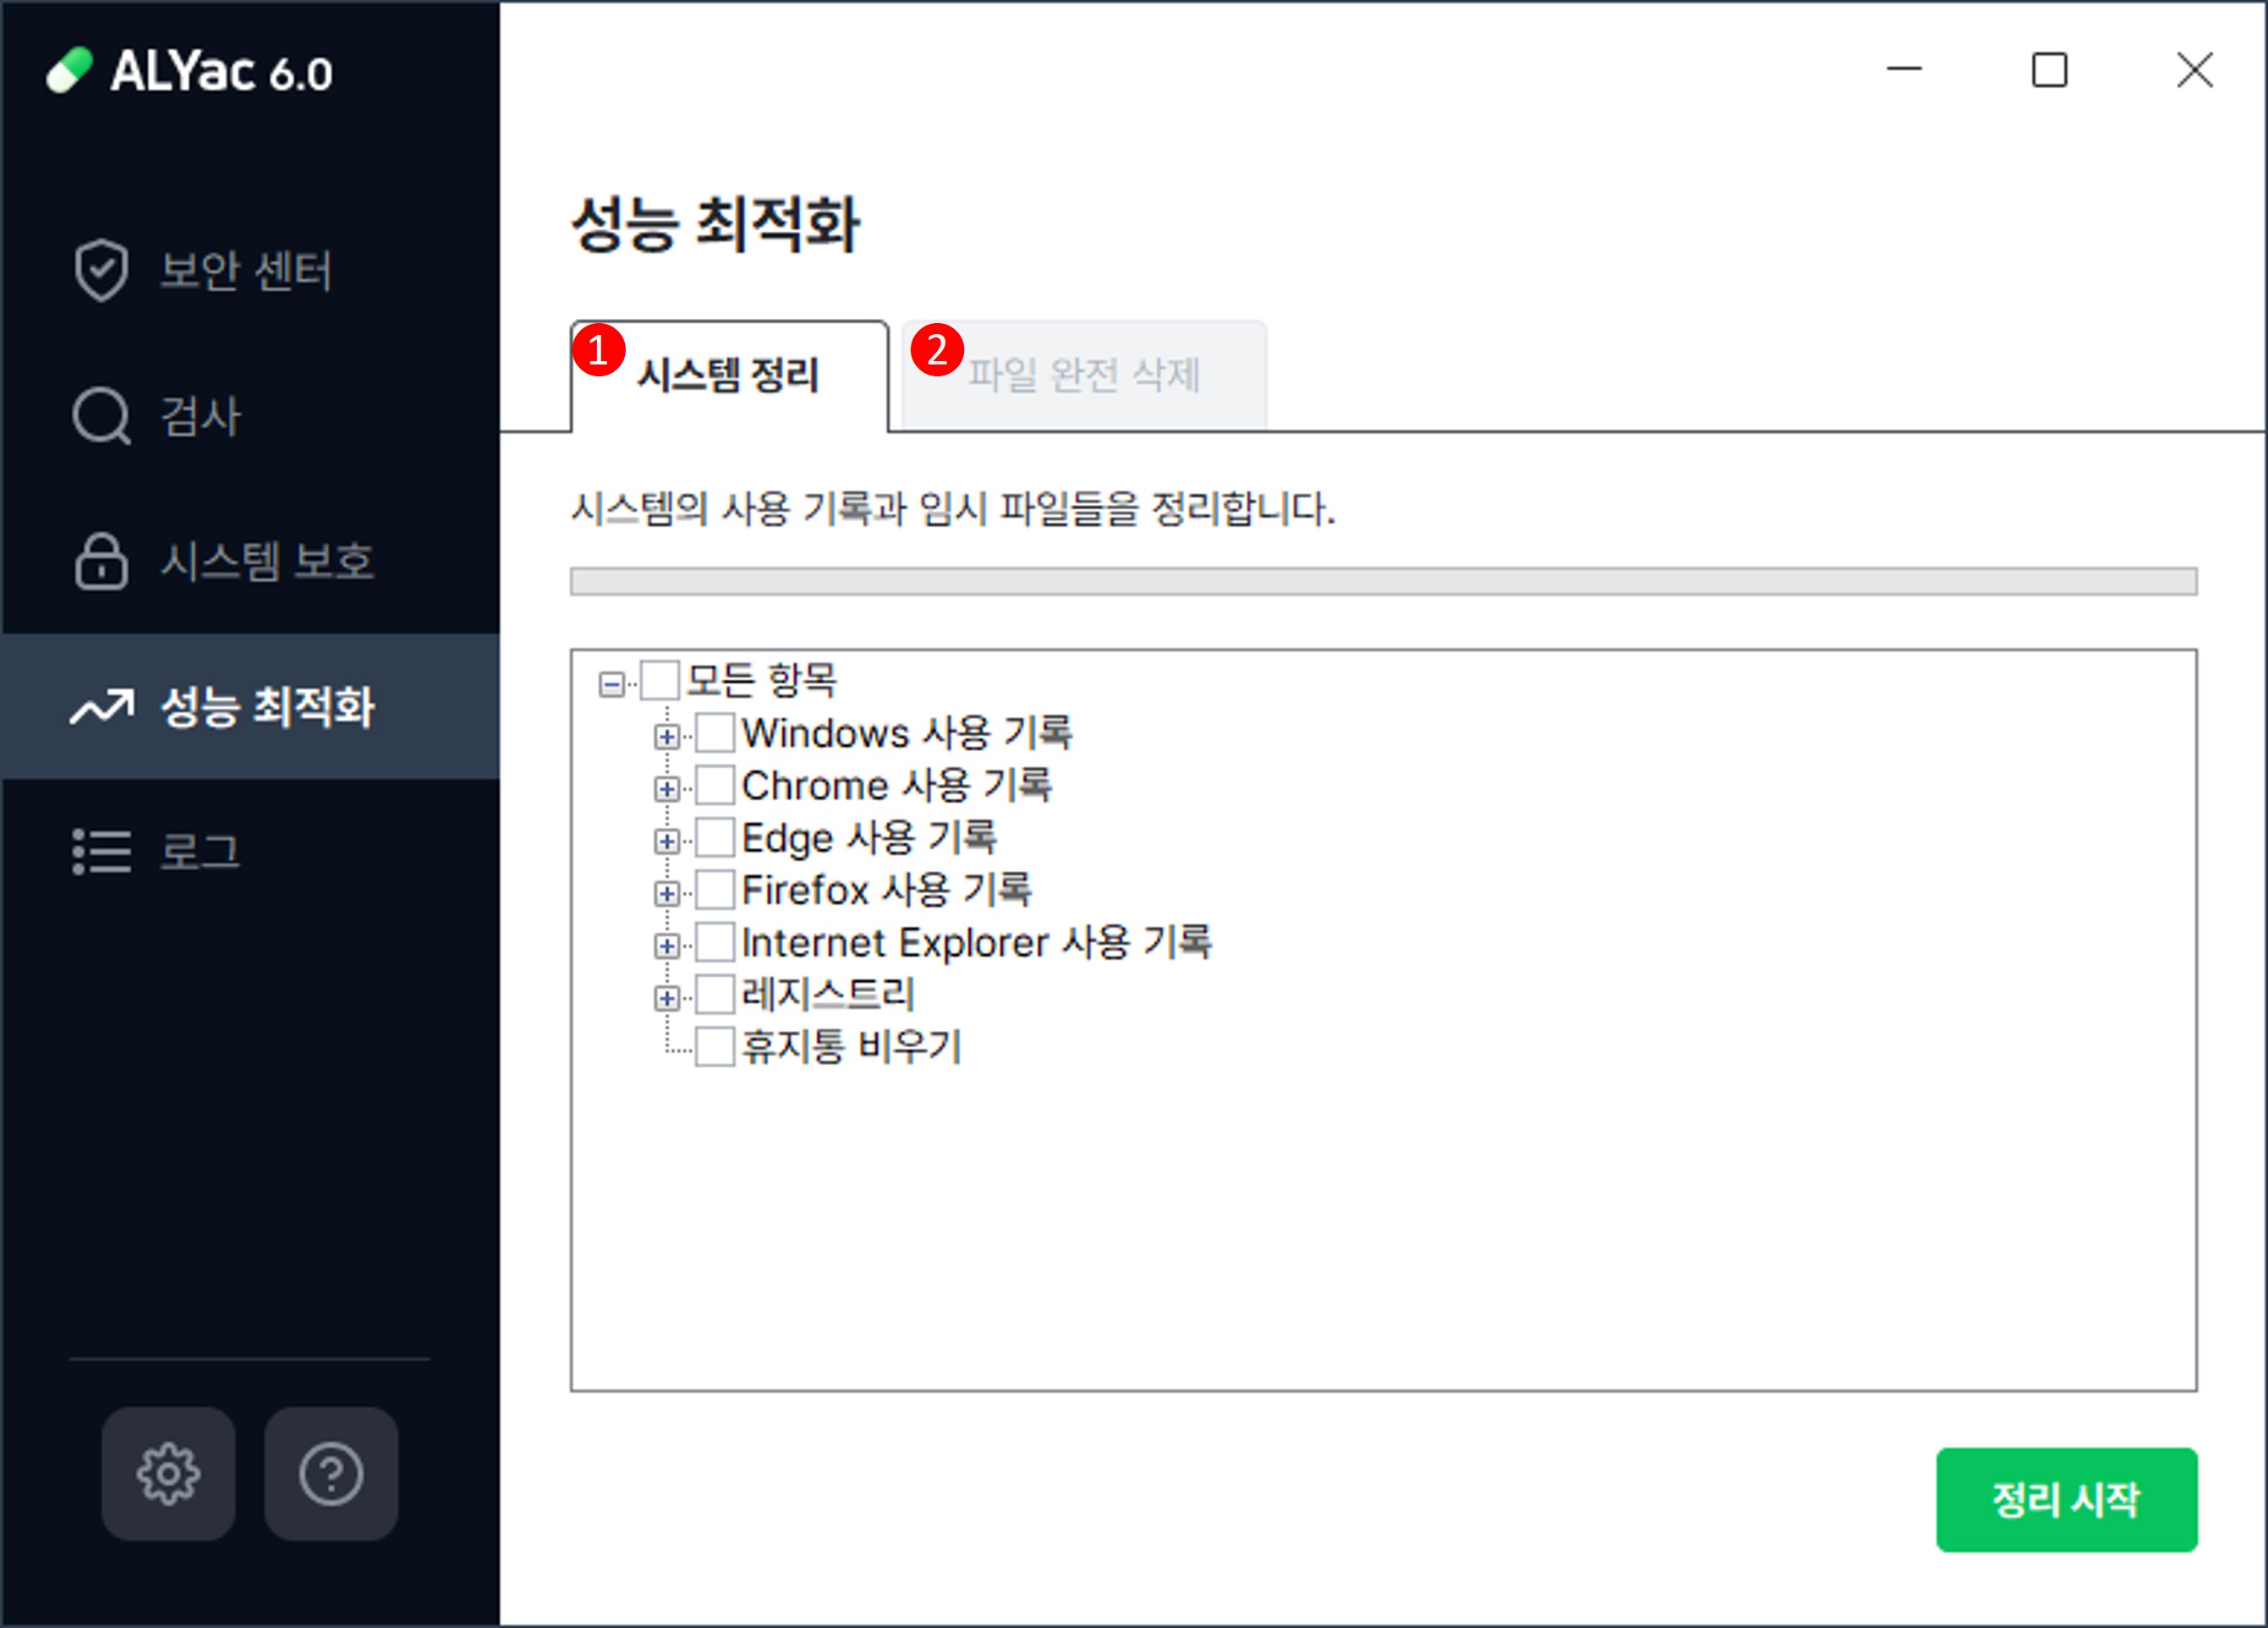 ALYac 6.0
보안 센터
검사
시스템 보호
성능 최적화
로그
성능 최적화
1 시스템 정리
2 파일 완전 삭제
시스템의 사용 기록과 임시 파일들을 정리합니다.
모든 항목
Windows 사용 기록
Chrome 사용 기록
Edge 사용 기록
Firefox 사용 기록
Internet Explorer 사용 기록
레지스트리
휴지통 비우기
정리 시작